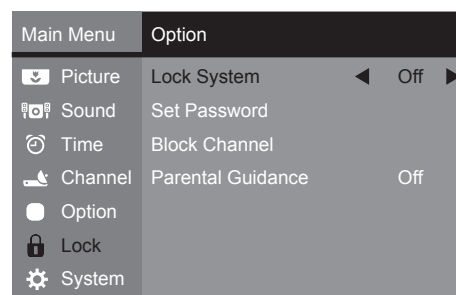 Main Menu
Option
Picture
Sound
Time
Channel
Option
Lock
System
Lock System Off
Set Password
Block Channel
Parental Guidance Off